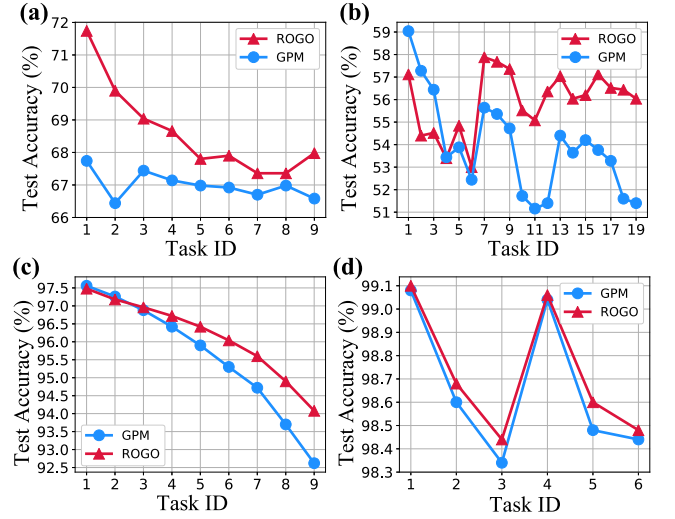 (a)
72
71
70
69
68
67
66
Test Accuracy (%)
ROGO
GPM
1 2 3 4 5 6 7 8 9
Task ID
(b)
59
58
57
56
55
54
53
52
51
Test Accuracy (%)
ROGO
GPM
1 3 5 7 9 11 13 15 17 19
Task ID
(c)
97.5
97.0
96.5
96.0
95.5
95.0
94.5
94.0
93.5
93.0
92.5
Test Accuracy (%)
GPM
ROGO
1 2 3 4 5 6 7 8 9
Task ID
(d)
99.1
99.0
98.9
98.8
98.7
98.6
98.5
98.4
98.3
Test Accuracy (%)
GPM
ROGO
1 2 3 4 5 6
Task ID